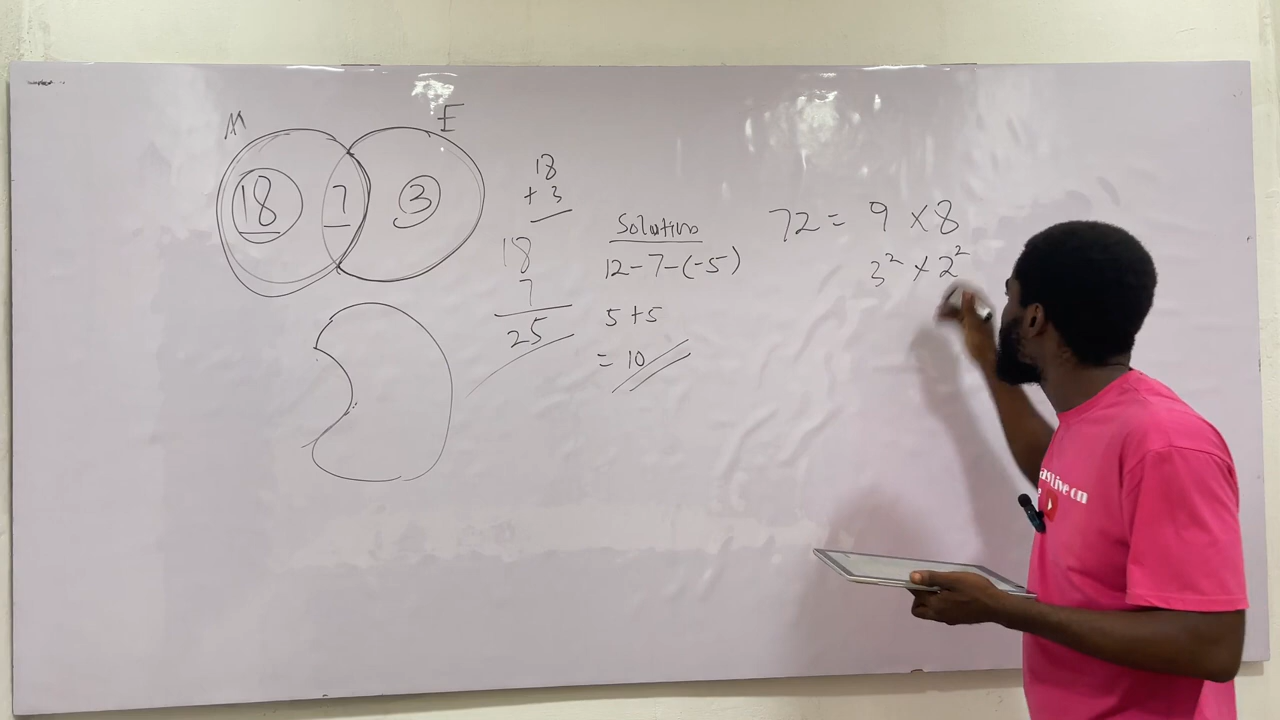 M E
18 7 3
18
+ 3
18
7
25
Solution
12-7-(-5)
5+5
= 10
72 = 9 × 8
3² × 2²